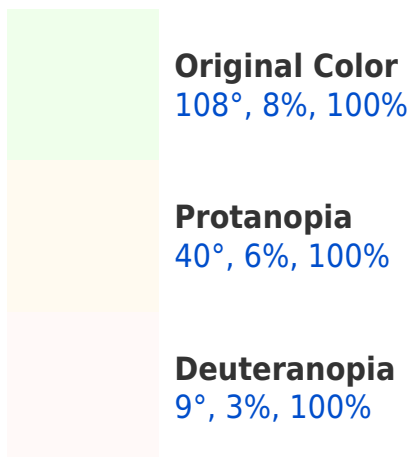 Original Color
108°, 8%, 100%
Protanopia
40°, 6%, 100%
Deuteranopia
9°, 3%, 100%